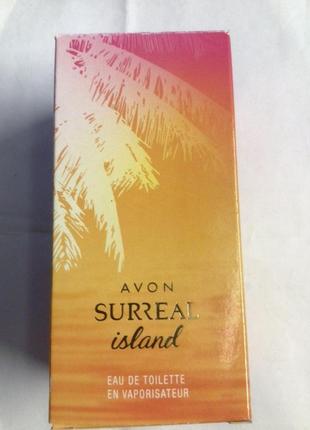 AVON
SURREAL
island
EAU DE TOILETTE
EN VAPORISATEUR